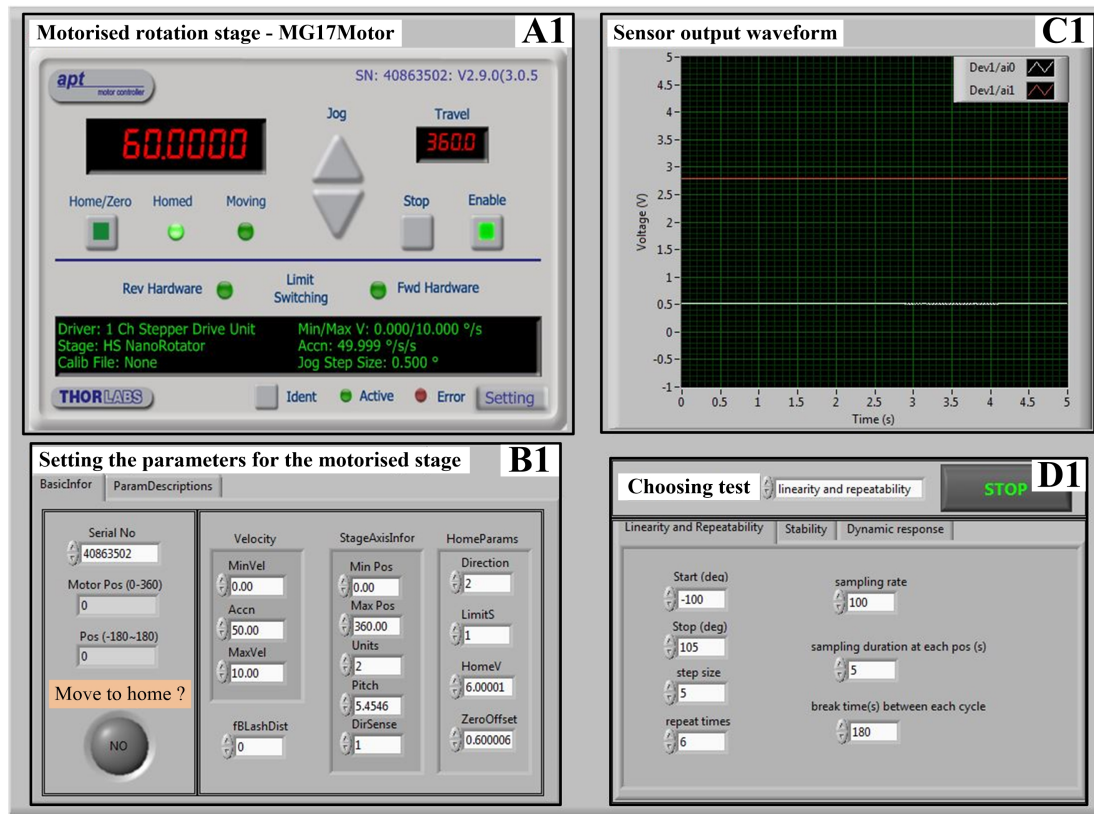 Motorised rotation stage - MG17Motor
A1
apt
motor controller
SN: 40863502: V2.9.0(3.0.5
60.0000
Jog
Travel
360.0
Home/Zero
Homed
Moving
Stop
Enable
Rev Hardware
Limit
Switching
Fwd Hardware
Driver: 1 Ch Stepper Drive Unit
Stage: HS NanoRotator
Calib File: None
Min/Max V: 0.000/10.000 °/s
Accn: 49.999 °/s/s
Jog Step Size: 0.500 °
THORLABS
Ident
Active
Error
Setting
Sensor output waveform
C1
Dev1/ai0
Dev1/ai1
5
4.5
4
3.5
3
2.5
2
1.5
1
0.5
0
-0.5
-1
Voltage (V)
0 0.5 1 1.5 2 2.5 3 3.5 4 4.5 5
Time (s)
Setting the parameters for the motorised stage
B1
BasicInfor
ParamDescriptions
Serial No
40863502
Motor Pos (0-360)
0
Pos (-180~180)
0
Move to home ?
NO
Velocity
MinVel
0.00
Accn
50.00
MaxVel
10.00
fBLashDist
0
StageAxisInfor
Min Pos
0.00
Max Pos
360.00
Units
2
Pitch
5.4546
DirSense
1
HomeParams
Direction
2
LimitS
1
HomeV
6.00001
ZeroOffset
0.600006
Choosing test
linearity and repeatability
STOP
D1
Linearity and Repeatability
Stability
Dynamic response
Start (deg)
-100
Stop (deg)
105
step size
5
repeat times
6
sampling rate
100
sampling duration at each pos (s)
5
break time(s) between each cycle
180